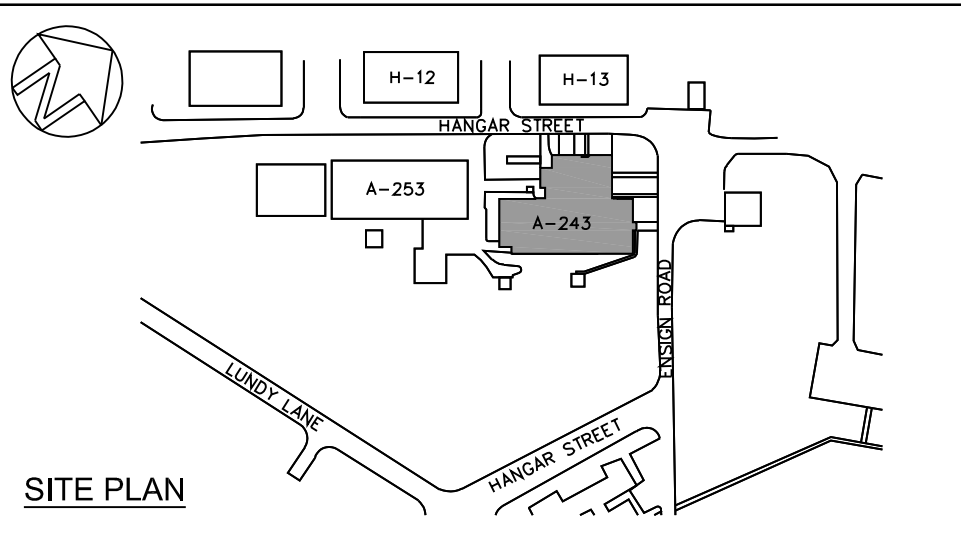 N
H-12
H-13
HANGAR STREET
A-253
A-243
ENSIGN ROAD
LUNDY LANE
HANGAR STREET
SITE PLAN